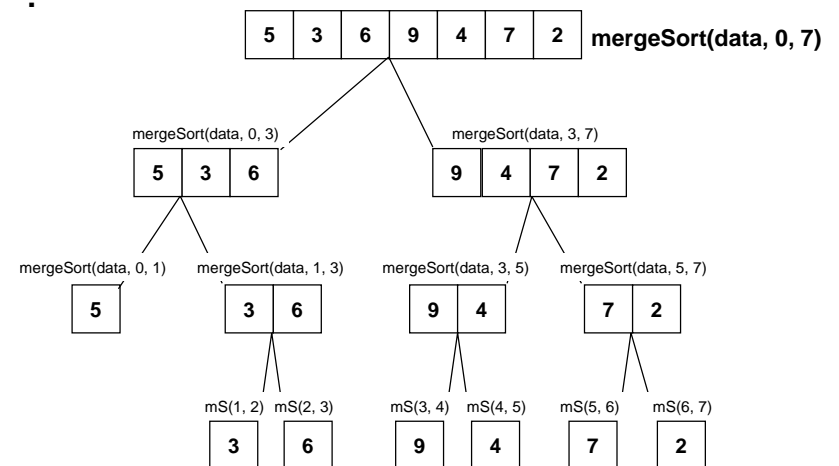 5 3 6 9 4 7 2 mergeSort(data, 0, 7)
mergeSort(data, 0, 3) mergeSort(data, 3, 7)
5 3 6 9 4 7 2
mergeSort(data, 0, 1) mergeSort(data, 1, 3) mergeSort(data, 3, 5) mergeSort(data, 5, 7)
5 3 6 9 4 7 2
mS(1, 2) mS(2, 3) mS(3, 4) mS(4, 5) mS(5, 6) mS(6, 7)
3 6 9 4 7 2